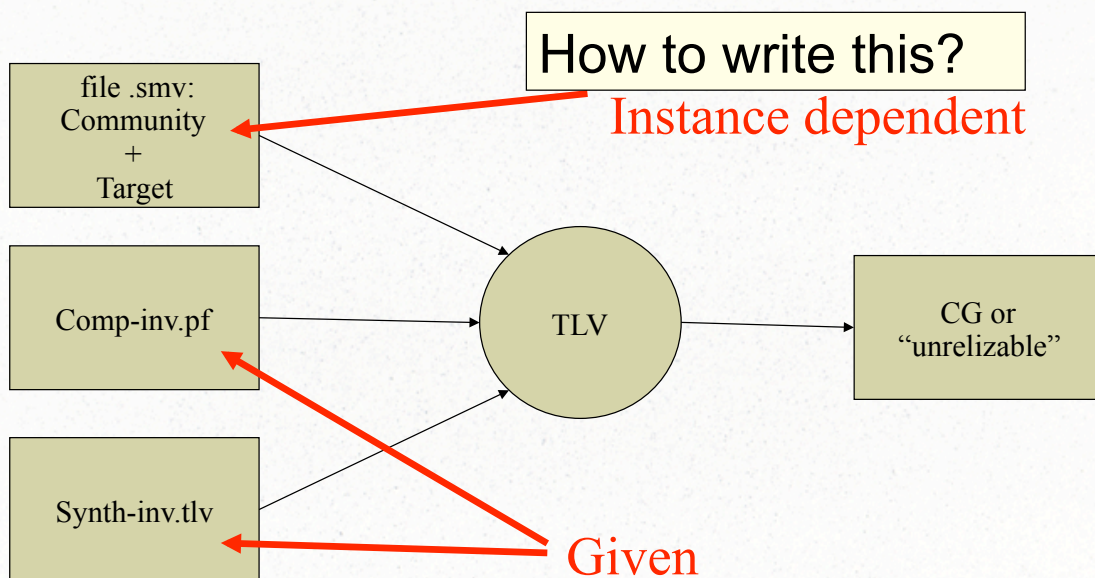 How to write this?
Instance dependent
file .smv:
Community
+
Target
Comp-inv.pf
Synth-inv.tlv
TLV
CG or
“unrelizable”
Given